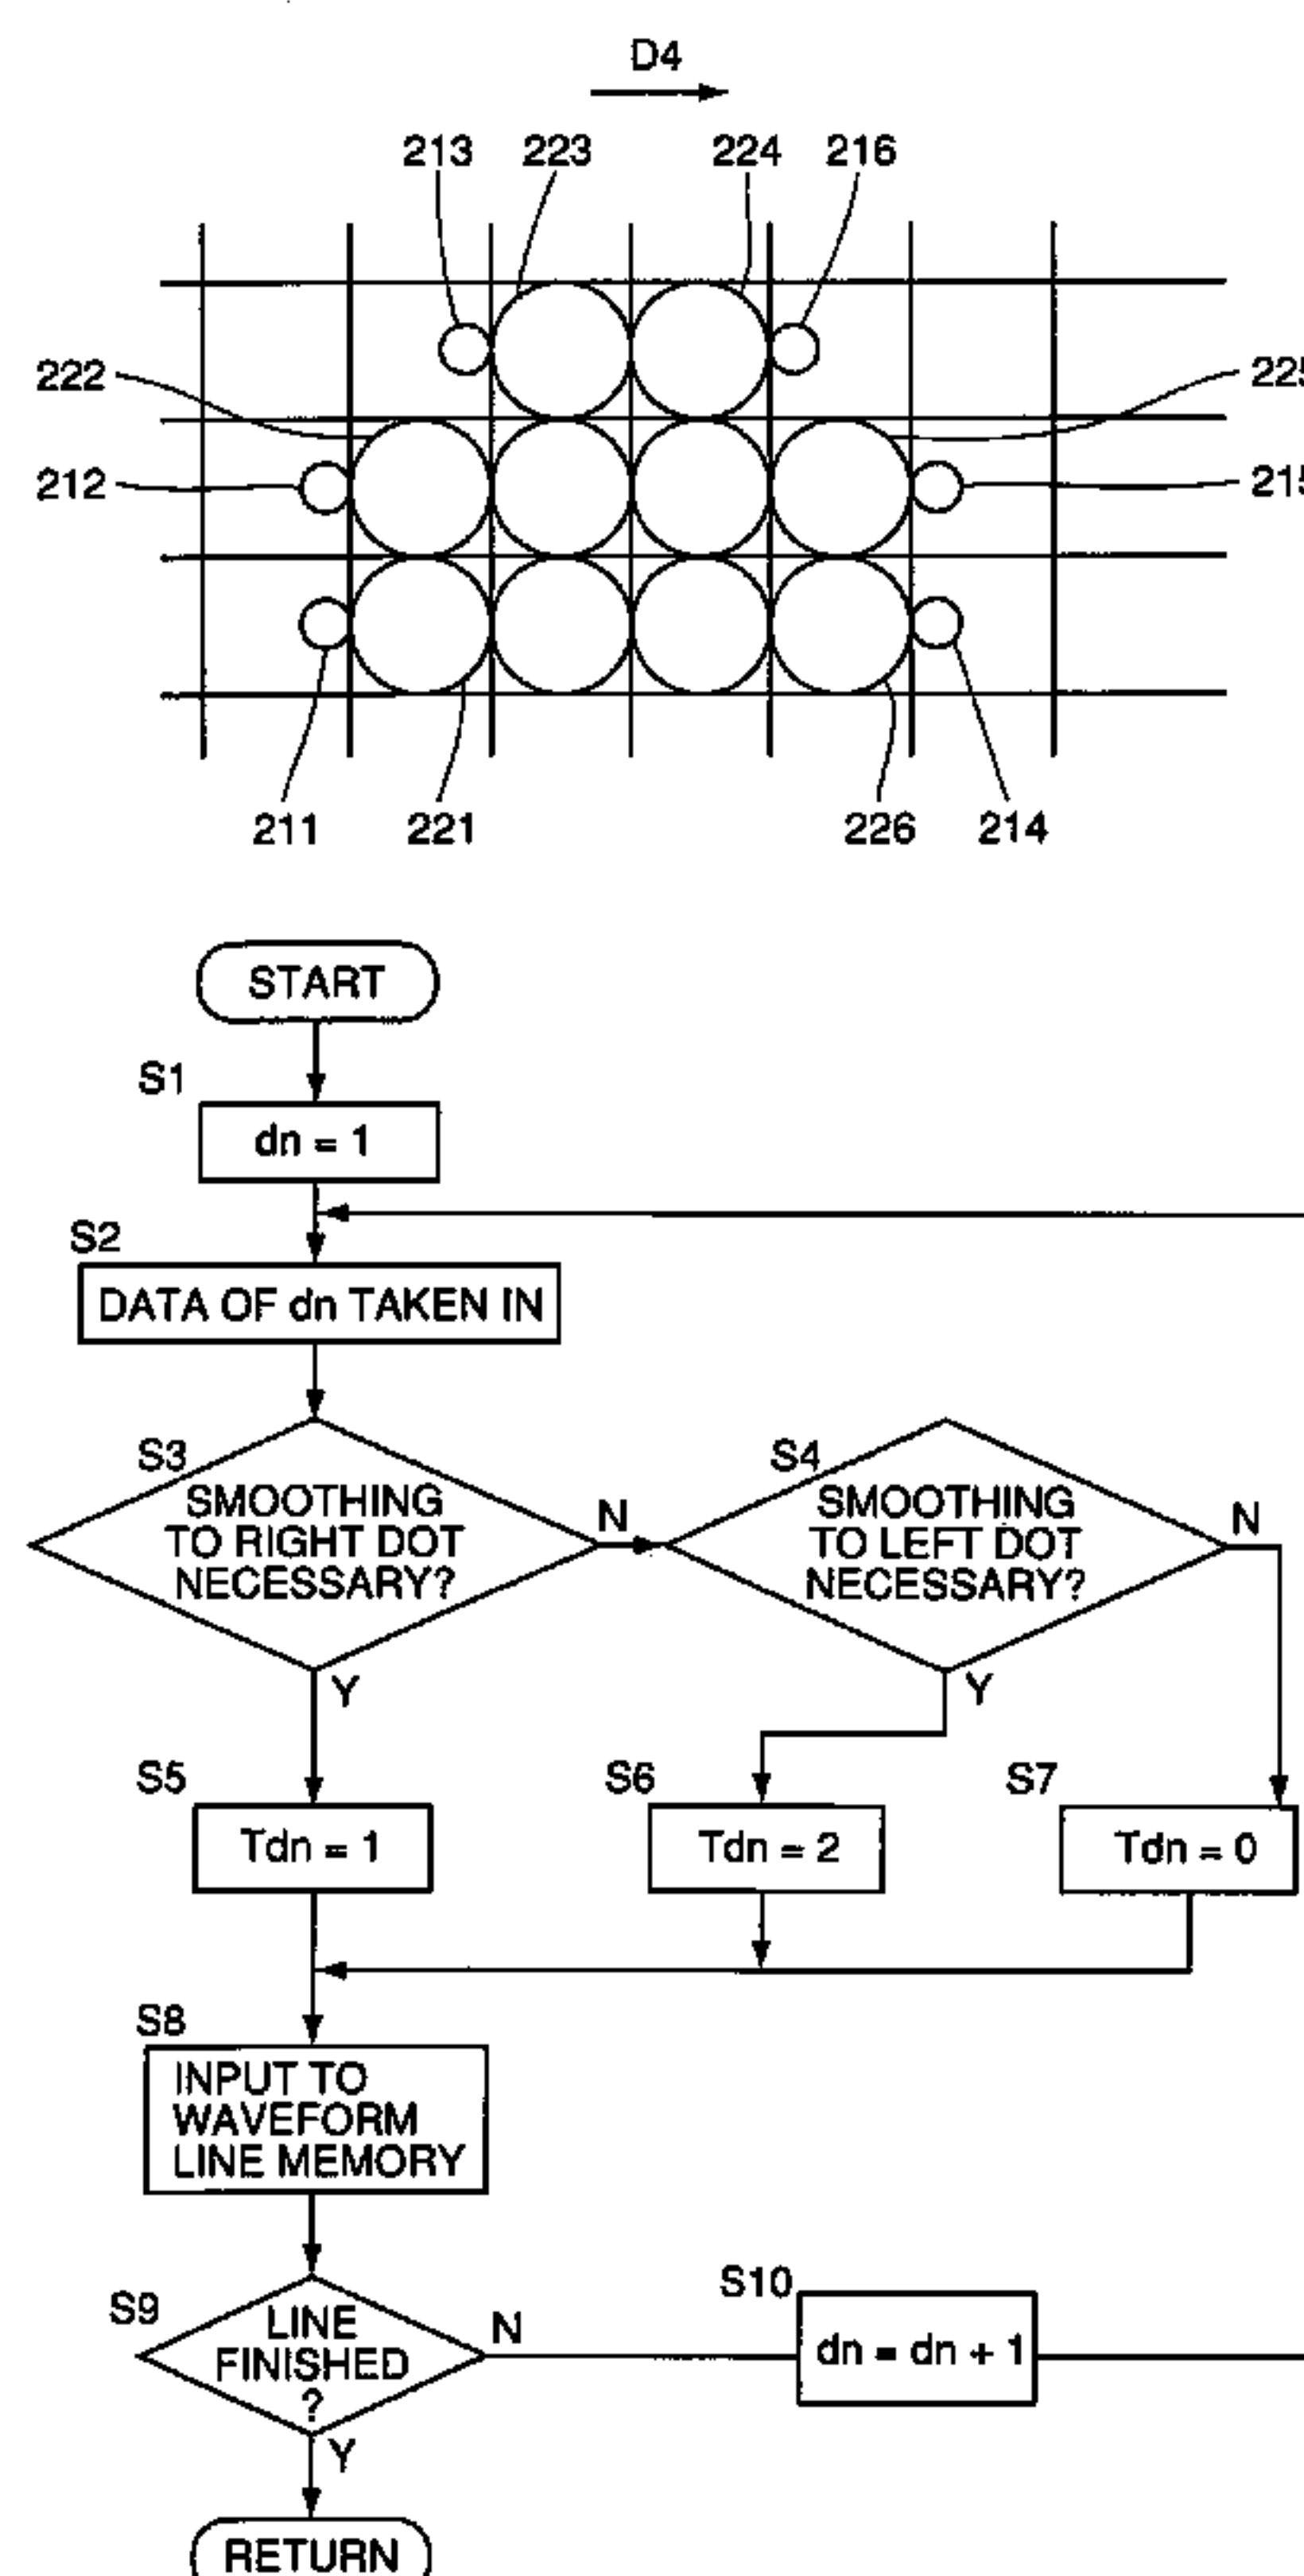 D4
213 223 224 216
222
225
212
215
211 221 226 214
START
S1
dn = 1
S2
DATA OF dn TAKEN IN
S3
SMOOTHING
TO RIGHT DOT
NECESSARY?
N
Y
S4
SMOOTHING
TO LEFT DOT
NECESSARY?
N
Y
S5
Tdn = 1
S6
Tdn = 2
S7
Tdn = 0
S8
INPUT TO
WAVEFORM
LINE MEMORY
S9
LINE
FINISHED
?
N
Y
S10
dn = dn + 1
RETURN